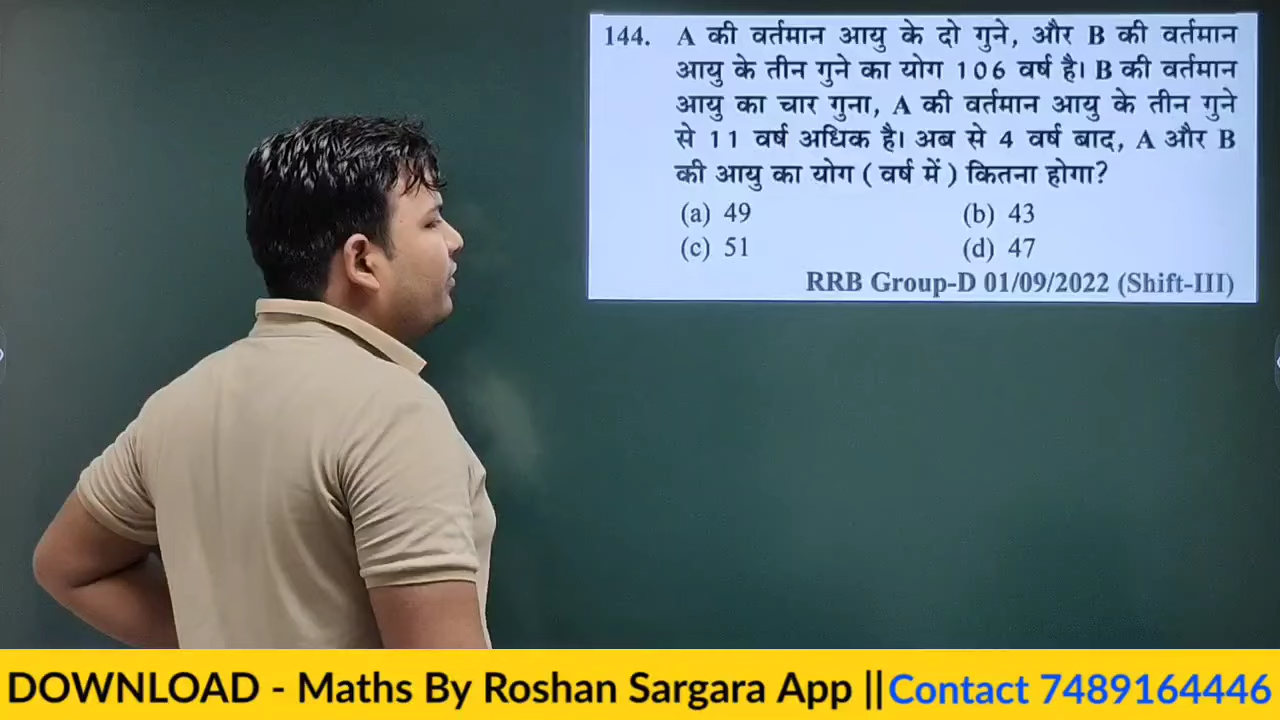 144. A की वर्तमान आयु के दो गुने, और B की वर्तमान
आयु के तीन गुने का योग 106 वर्ष है। B की वर्तमान
आयु का चार गुना, A की वर्तमान आयु के तीन गुने
से 11 वर्ष अधिक है। अब से 4 वर्ष बाद, A और B
की आयु का योग ( वर्ष में ) कितना होगा?
(a) 49 (b) 43
(c) 51 (d) 47
RRB Group-D 01/09/2022 (Shift-III)
DOWNLOAD - Maths By Roshan Sargara App || Contact 7489164446